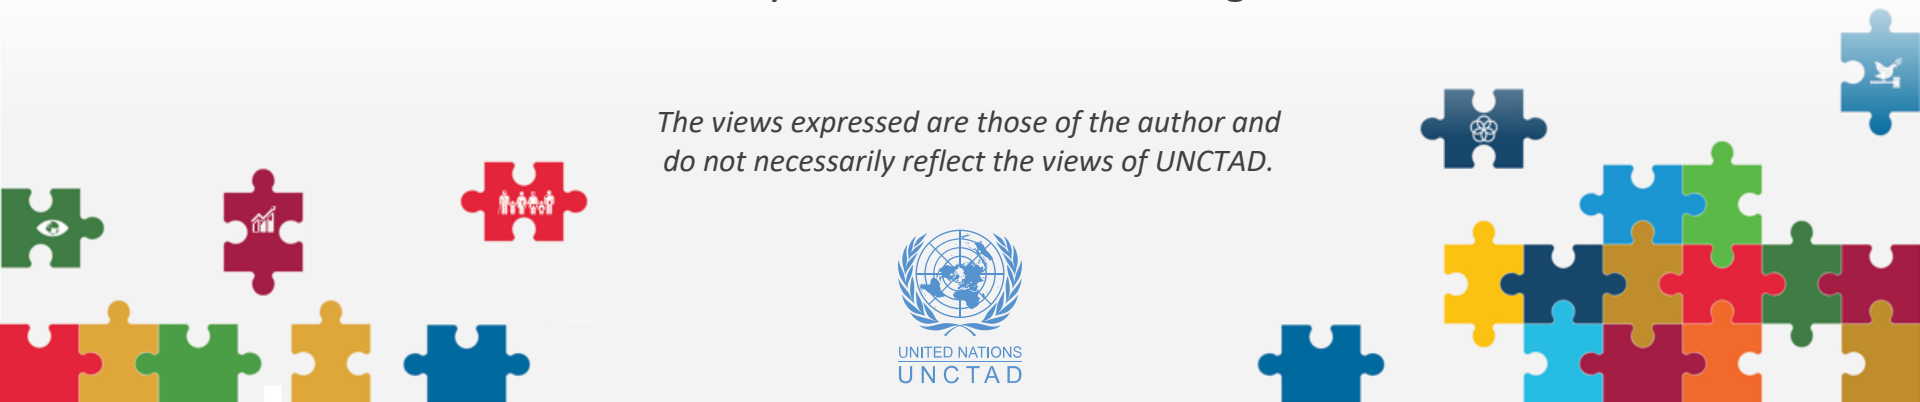 The views expressed are those of the author and
do not necessarily reflect the views of UNCTAD.
UNITED NATIONS
UNCTAD